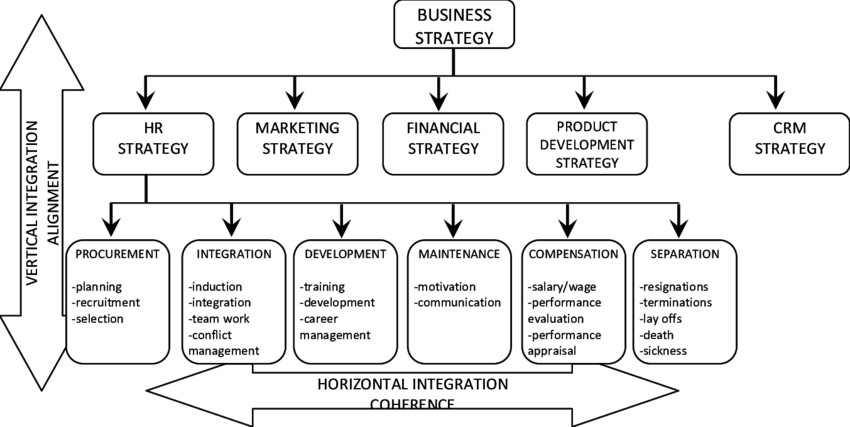 BUSINESS
STRATEGY
HR
STRATEGY
MARKETING
STRATEGY
FINANCIAL
STRATEGY
PRODUCT
DEVELOPMENT
STRATEGY
CRM
STRATEGY
VERTICAL INTEGRATION
ALIGNMENT
PROCUREMENT
-planning
-recruitment
-selection
INTEGRATION
-induction
-integration
-team work
-conflict
management
DEVELOPMENT
-training
-development
-career
management
MAINTENANCE
-motivation
-communication
COMPENSATION
-salary/wage
-performance
evaluation
-performance
appraisal
SEPARATION
-resignations
-terminations
-lay offs
-death
-sickness
HORIZONTAL INTEGRATION
COHERENCE